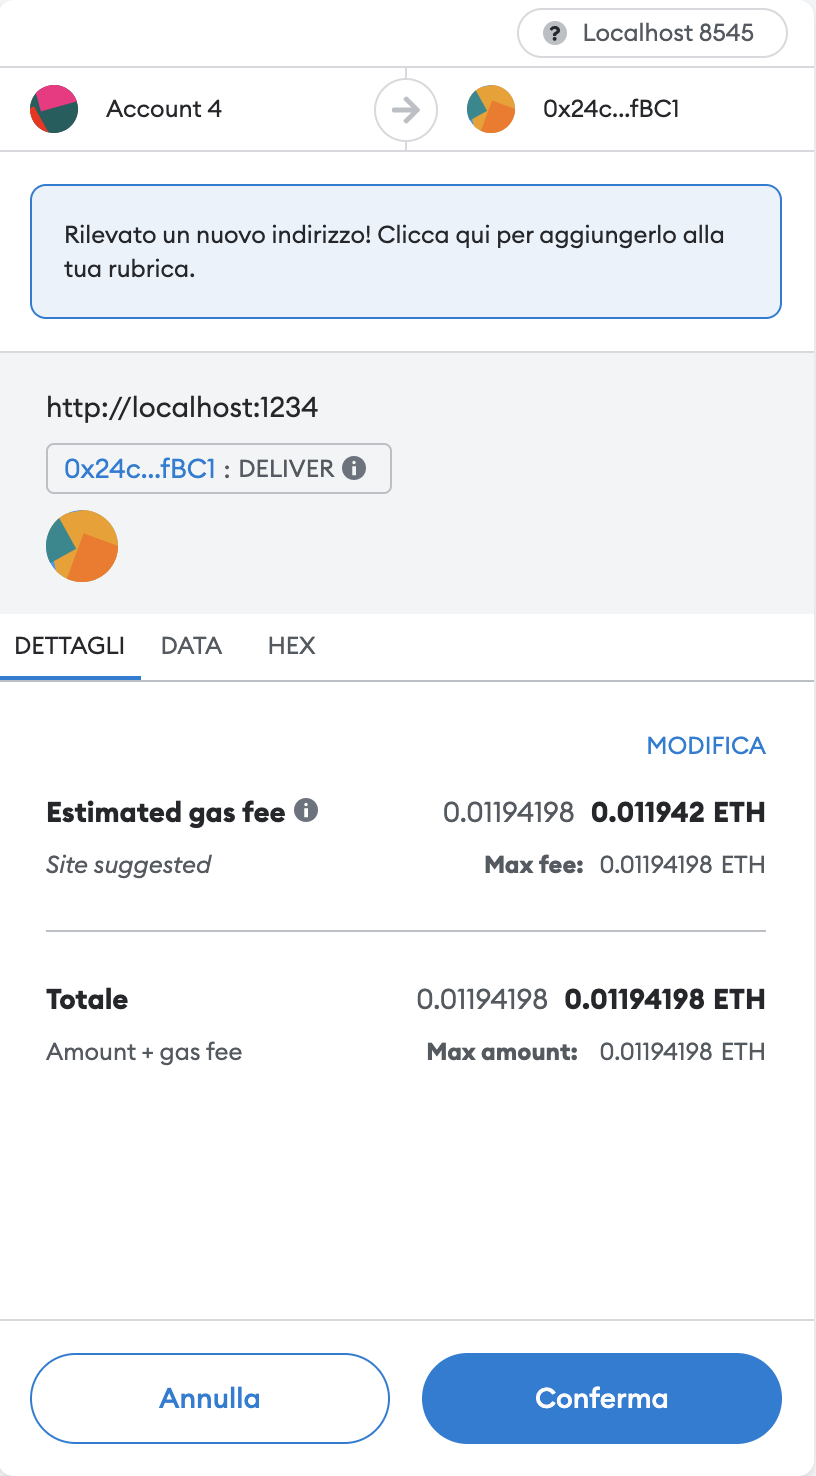 Localhost 8545
Account 4
0x24c...fBC1
Rilevato un nuovo indirizzo! Clicca qui per aggiungerlo alla
tua rubrica.
http://localhost:1234
0x24c...fBC1 : DELIVER
DETTAGLI DATA HEX
MODIFICA
Estimated gas fee 0.01194198 0.011942 ETH
Site suggested Max fee: 0.01194198 ETH
Totale 0.01194198 0.01194198 ETH
Amount + gas fee Max amount: 0.01194198 ETH
Annulla Conferma